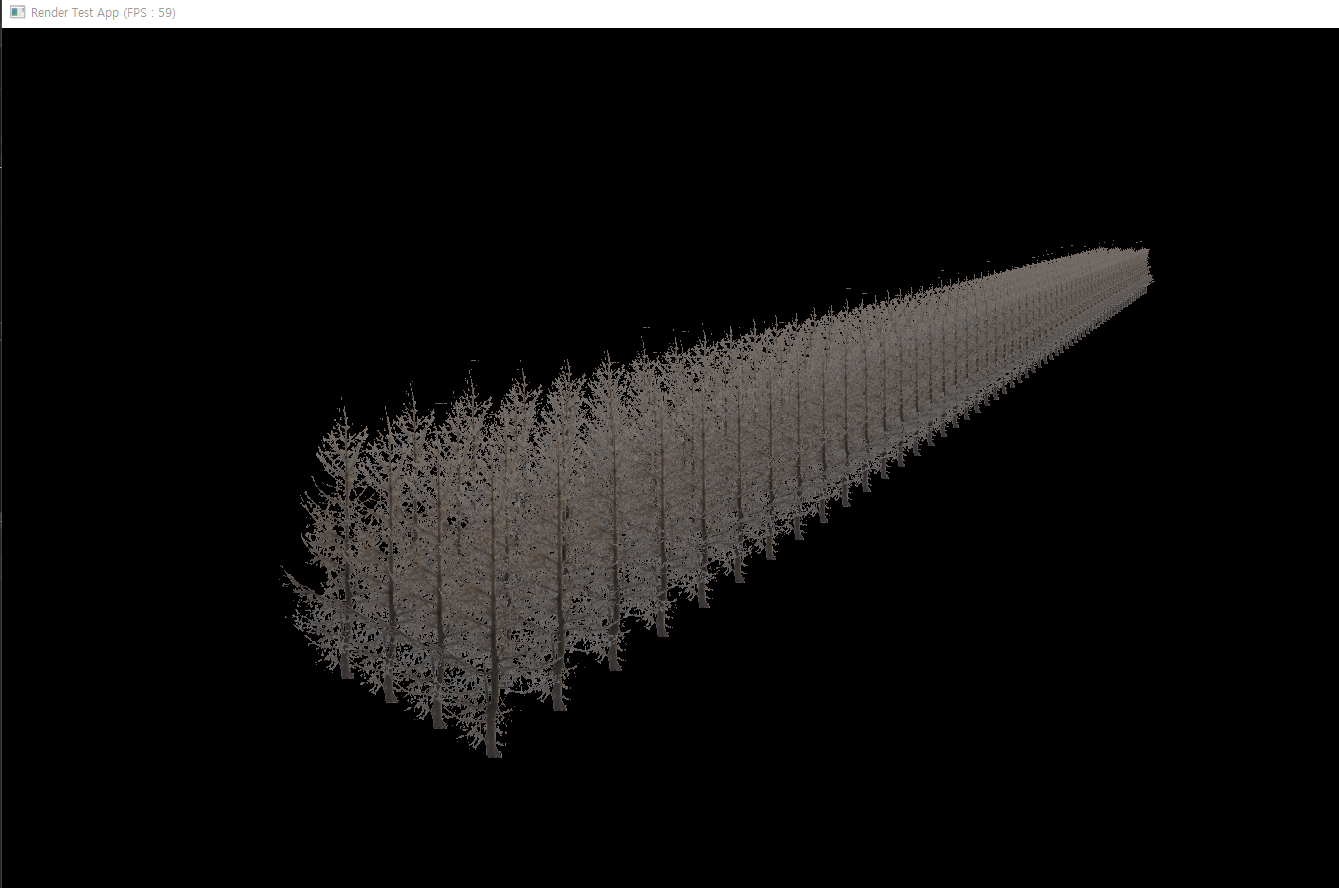 Render Test App (FPS : 59)